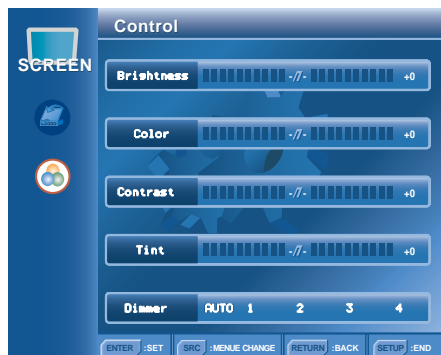 Control
SCREEN
Brightness -//- +0
Color -//- +0
Contrast -//- +0
Tint -//- +0
Dimmer AUTO 1 2 3 4
ENTER :SET SRC :MENUE CHANGE RETURN :BACK SETUP :END